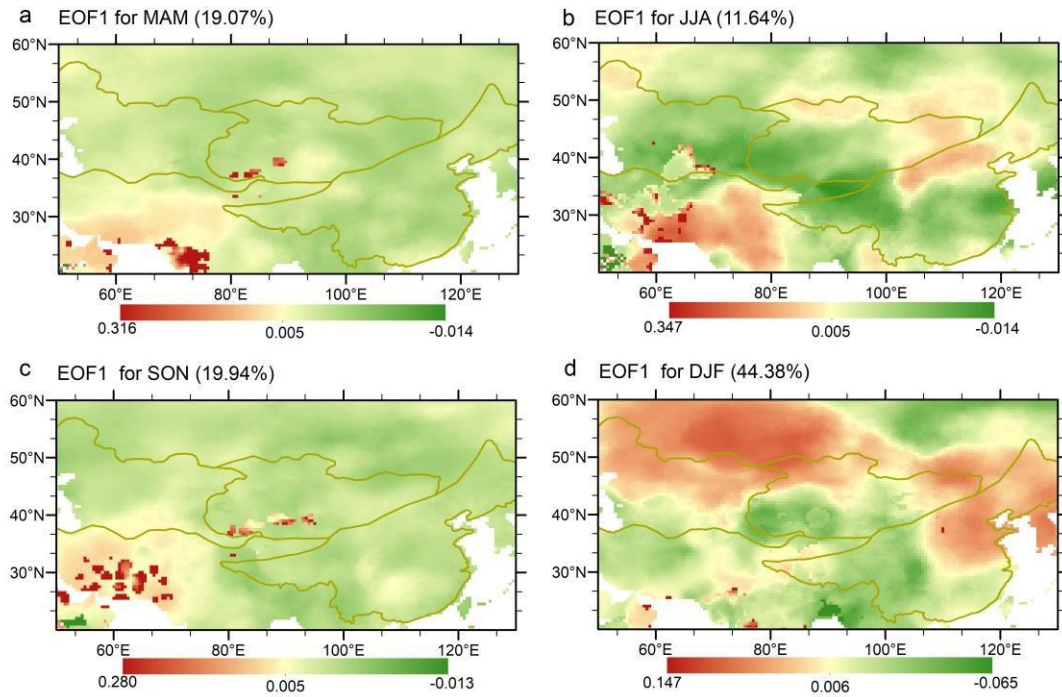 a EOF1 for MAM (19.07%)
60°N
50°N
40°N
30°N
60°E 80°E 100°E 120°E
0.316 0.005 -0.014
b EOF1 for JJA (11.64%)
60°N
50°N
40°N
30°N
60°E 80°E 100°E 120°E
0.347 0.005 -0.014
c EOF1 for SON (19.94%)
60°N
50°N
40°N
30°N
60°E 80°E 100°E 120°E
0.280 0.005 -0.013
d EOF1 for DJF (44.38%)
60°N
50°N
40°N
30°N
60°E 80°E 100°E 120°E
0.147 0.006 -0.065